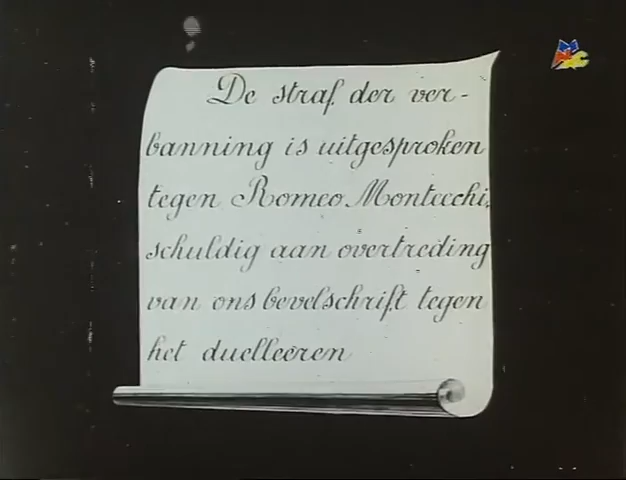 De straf der ver-
banning is uitgesproken
tegen Romeo Montecchi,
schuldig aan overtreding
van ons bevelschrift tegen
het duelleeren